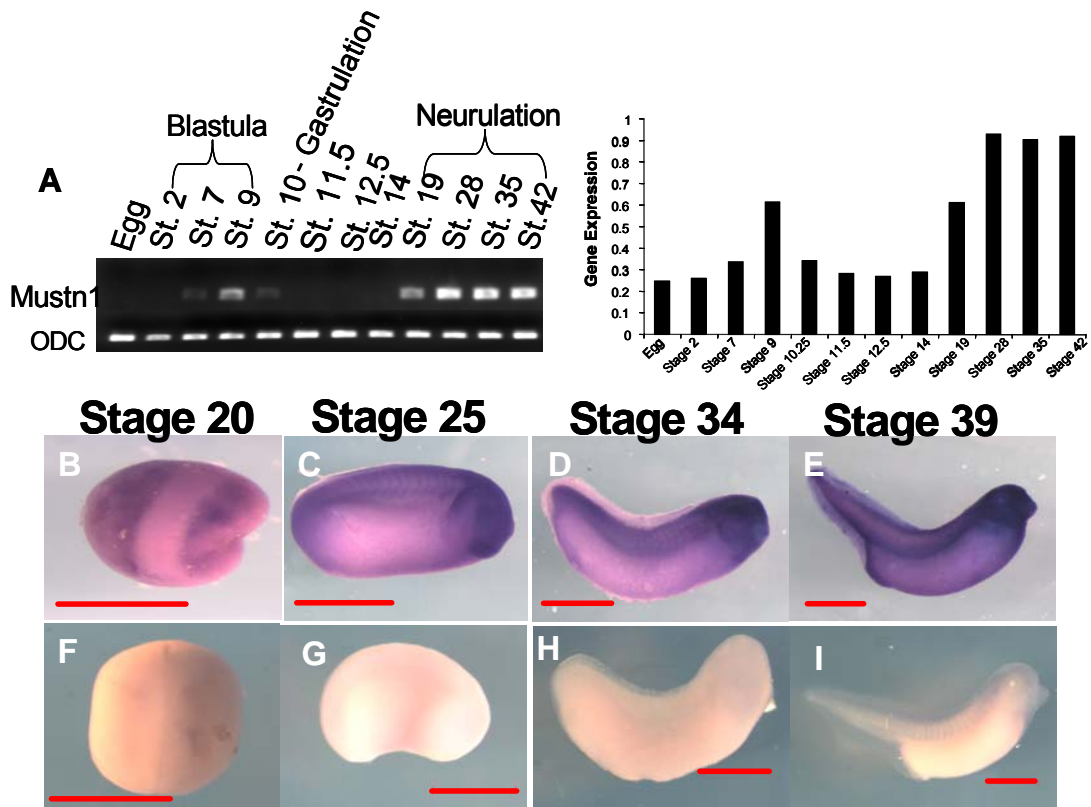 A
Blastula
Neurulation
Egg
St. 2
St. 7
St. 9
St. 10 - Gastrulation
St. 11.5
St. 12.5
St. 14
St. 19
St. 28
St. 35
St. 42
Mustn1
ODC
Gene Expression
1
0.9
0.8
0.7
0.6
0.5
0.4
0.3
0.2
0.1
0
Egg
Stage 2
Stage 7
Stage 9
Stage 10.25
Stage 11.5
Stage 12.5
Stage 14
Stage 19
Stage 28
Stage 35
Stage 42
Stage 20
Stage 25
Stage 34
Stage 39
B
C
D
E
F
G
H
I